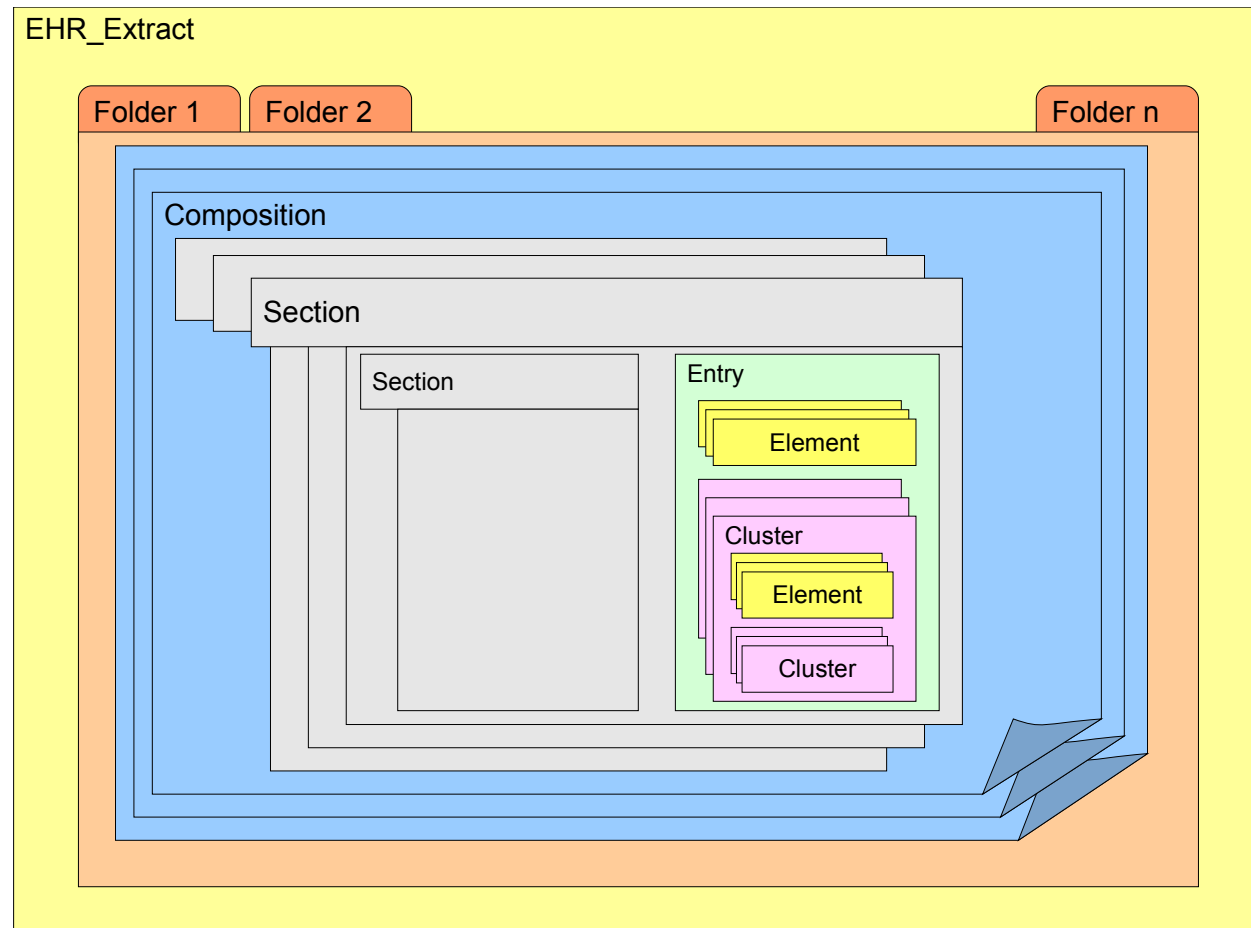 EHR_Extract
Folder 1
Folder 2
Folder n
Composition
Section
Section
Entry
Element
Cluster
Element
Cluster